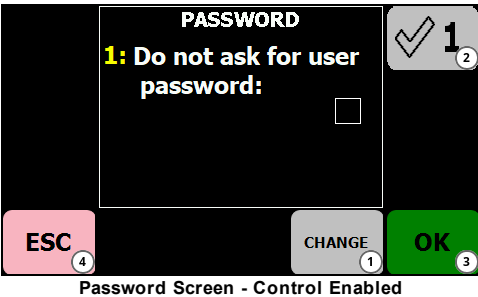 PASSWORD
1: Do not ask for user
password:
1
2
ESC
4
CHANGE
1
OK
3
Password Screen - Control Enabled